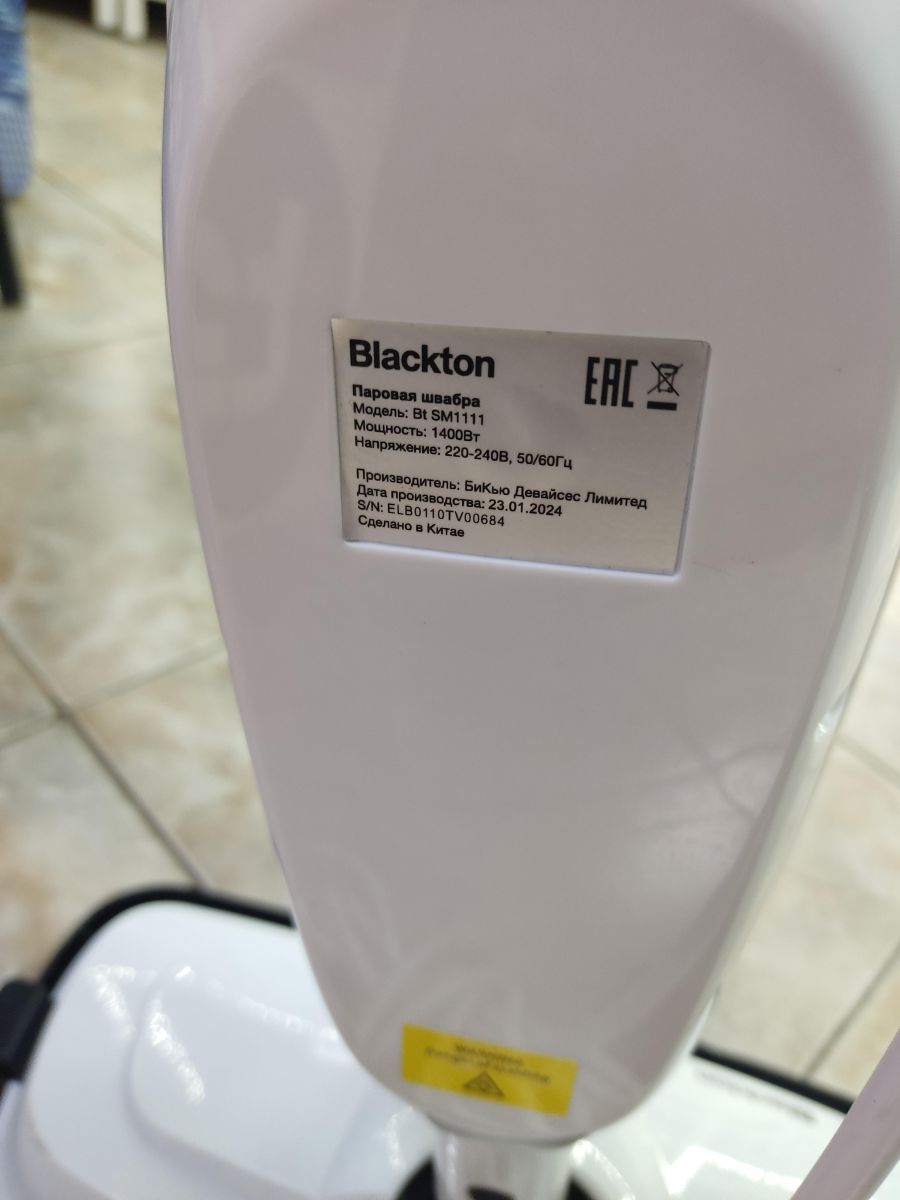 Blackton
EAC
Паровая швабра
Модель: Bt SM1111
Мощность: 1400Вт
Напряжение: 220-240В, 50/60Гц
Производитель: БиКью Девайсес Лимитед
Дата производства: 23.01.2024
S/N: ELB0110TV00684
Сделано в Китае
WARNING